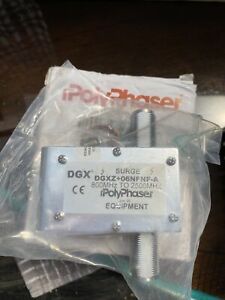 PolyPhaser
DGX SURGE
DGXZ+06NFNF-A
800MHz TO 2500MHz
CE PolyPhaser
EQUIPMENT